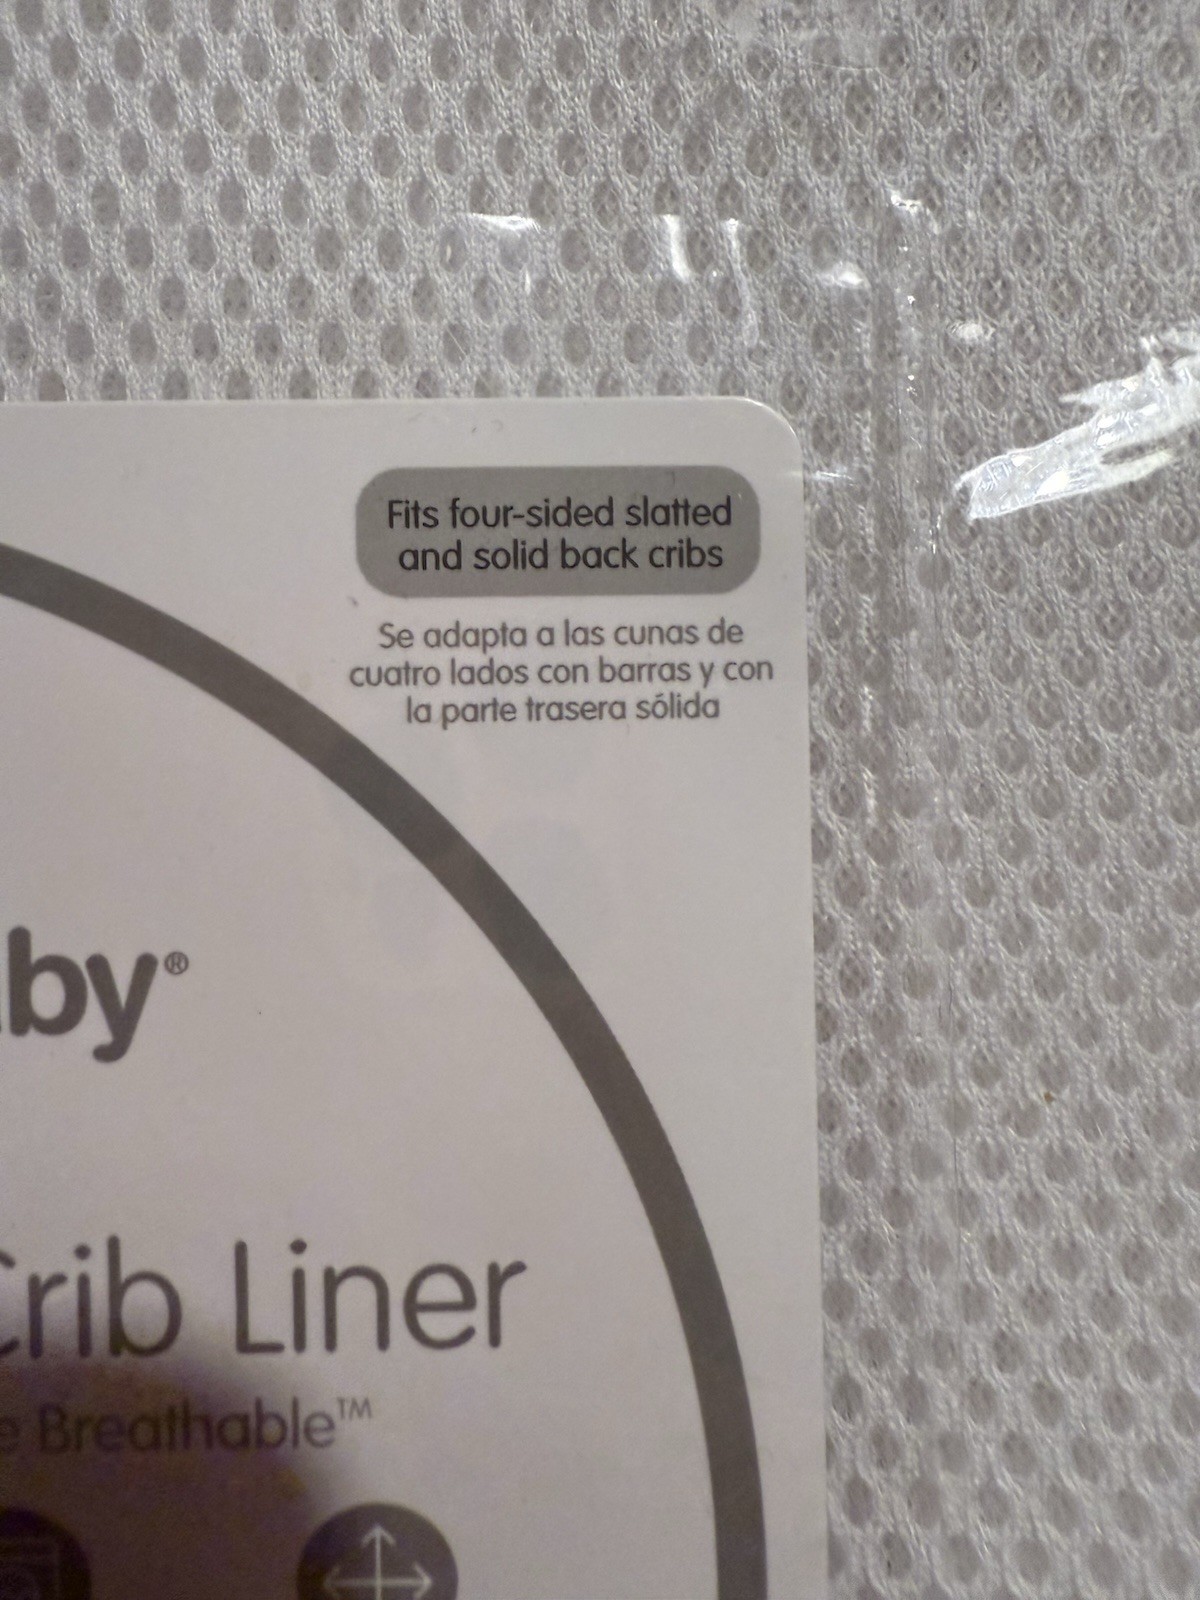 Fits four-sided slatted
and solid back cribs
Se adapta a las cunas de
cuatro lados con barras y con
la parte trasera sólida
aby®
Crib Liner
e Breathable™